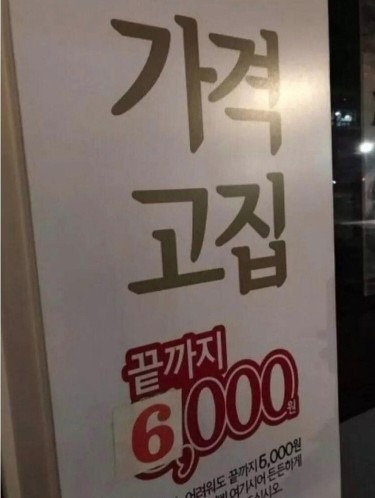 가격
고집
끝까지
6,000원
어려워도 끝까지 5,000원
여기시어 든든하게